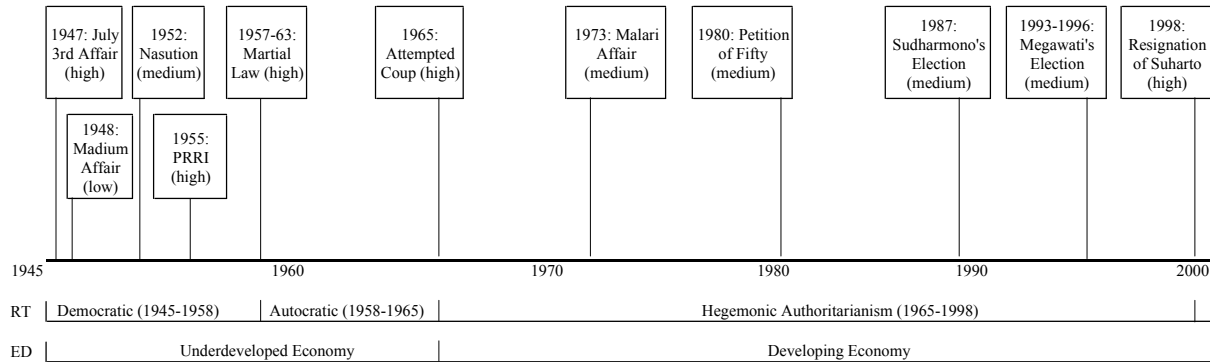 1947: July
3rd Affair
(high)
1952:
Nasution
(medium)
1957-63:
Martial
Law (high)
1965:
Attempted
Coup (high)
1973: Malari
Affair
(medium)
1980: Petition
of Fifty
(medium)
1987:
Sudharmono's
Election
(medium)
1993-1996:
Megawati's
Election
(medium)
1998:
Resignation
of Suharto
(high)
1948:
Madium
Affair
(low)
1955:
PRRI
(high)
1945 1960 1970 1980 1990 2000
RT Democratic (1945-1958) Autocratic (1958-1965) Hegemonic Authoritarianism (1965-1998)
ED Underdeveloped Economy Developing Economy